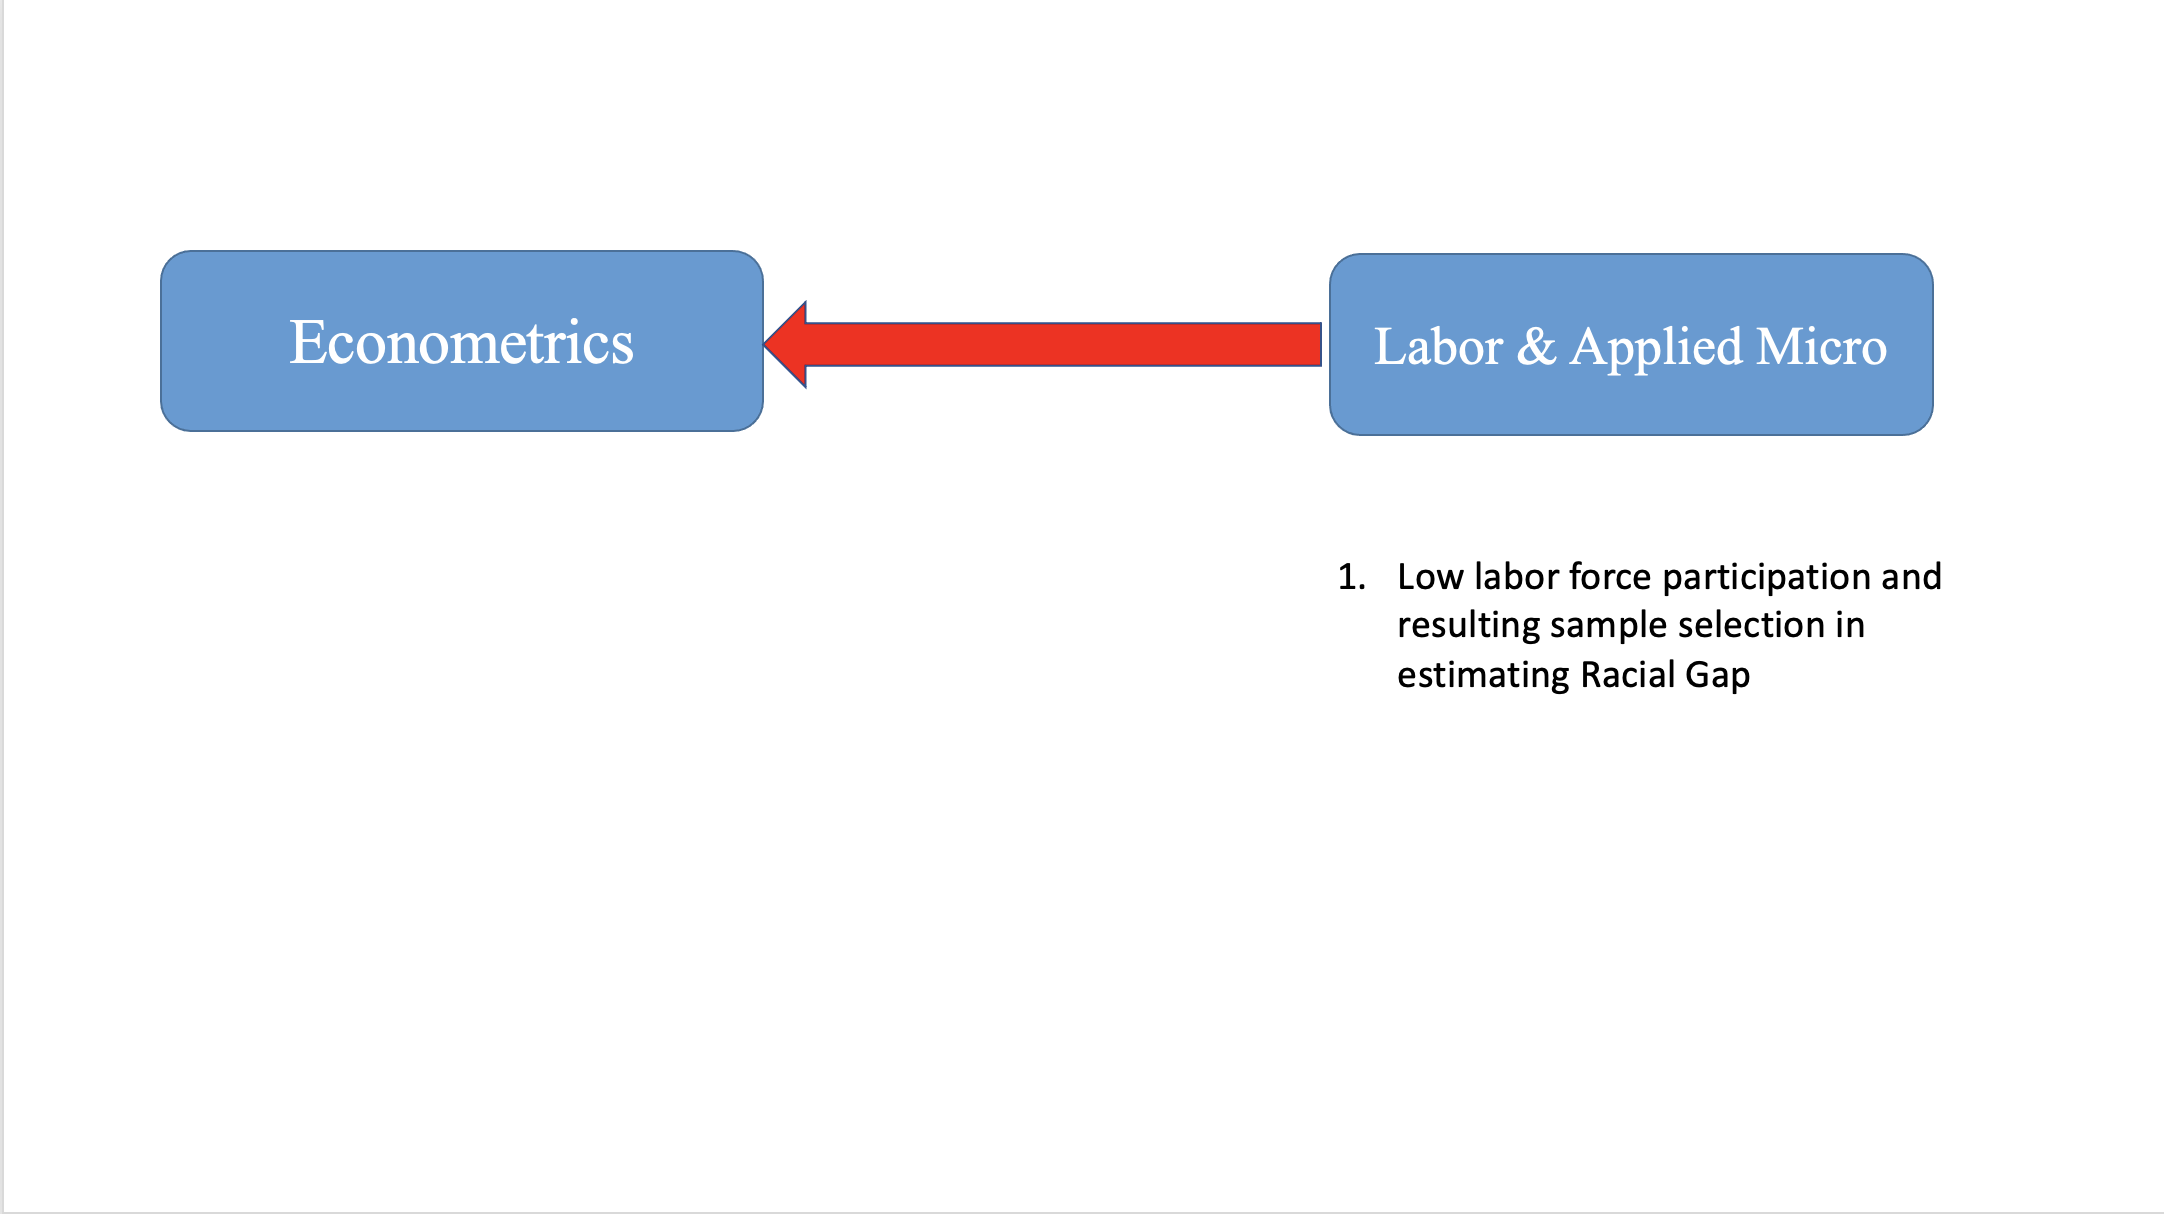 Econometrics
Labor & Applied Micro
1. Low labor force participation and
resulting sample selection in
estimating Racial Gap